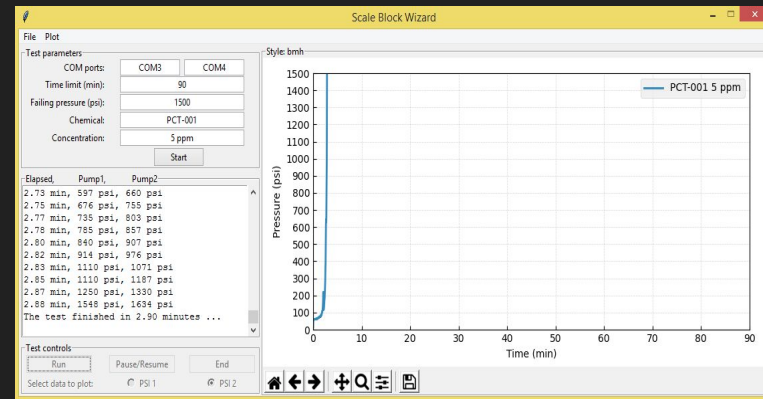 Scale Block Wizard
File Plot
Test parameters
COM ports: COM3 COM4
Time limit (min): 90
Failing pressure (psi): 1500
Chemical: PCT-001
Concentration: 5 ppm
Start
Elapsed, Pump1, Pump2
2.73 min, 597 psi, 660 psi
2.75 min, 676 psi, 755 psi
2.77 min, 735 psi, 803 psi
2.78 min, 785 psi, 857 psi
2.80 min, 840 psi, 907 psi
2.82 min, 914 psi, 976 psi
2.83 min, 1110 psi, 1071 psi
2.85 min, 1110 psi, 1187 psi
2.87 min, 1250 psi, 1330 psi
2.88 min, 1548 psi, 1634 psi
The test finished in 2.90 minutes ...
Test controls
Run Pause/Resume End
Select data to plot: PSI 1 PSI 2
Style: bmh
PCT-001 5 ppm
Pressure (psi)
1500
1400
1300
1200
1100
1000
900
800
700
600
500
400
300
200
100
0
0 10 20 30 40 50 60 70 80 90
Time (min)